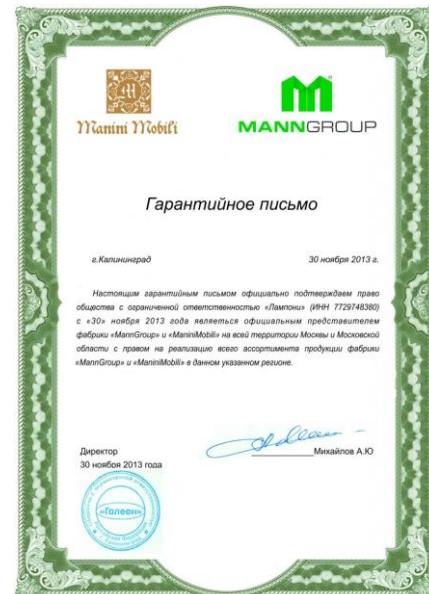 M
Manini Mobili
MANNGROUP
Гарантийное письмо
г.Калининград 30 ноября 2013 г.
Настоящим гарантийным письмом официально подтверждаем право
общества с ограниченной ответственностью «Лампони» (ИНН 7729748380)
с «30» ноября 2013 года являеться официальным представителем
фабрики «MannGroup» и «ManiniMobili» на всей территории Москвы и Московской
области с правом на реализацию всего ассортимента продукции фабрики
«MannGroup» и «ManiniMobili» в данном указанном регионе.
Директор Михайлов А.Ю
30 ноября 2013 года
«Галеон»